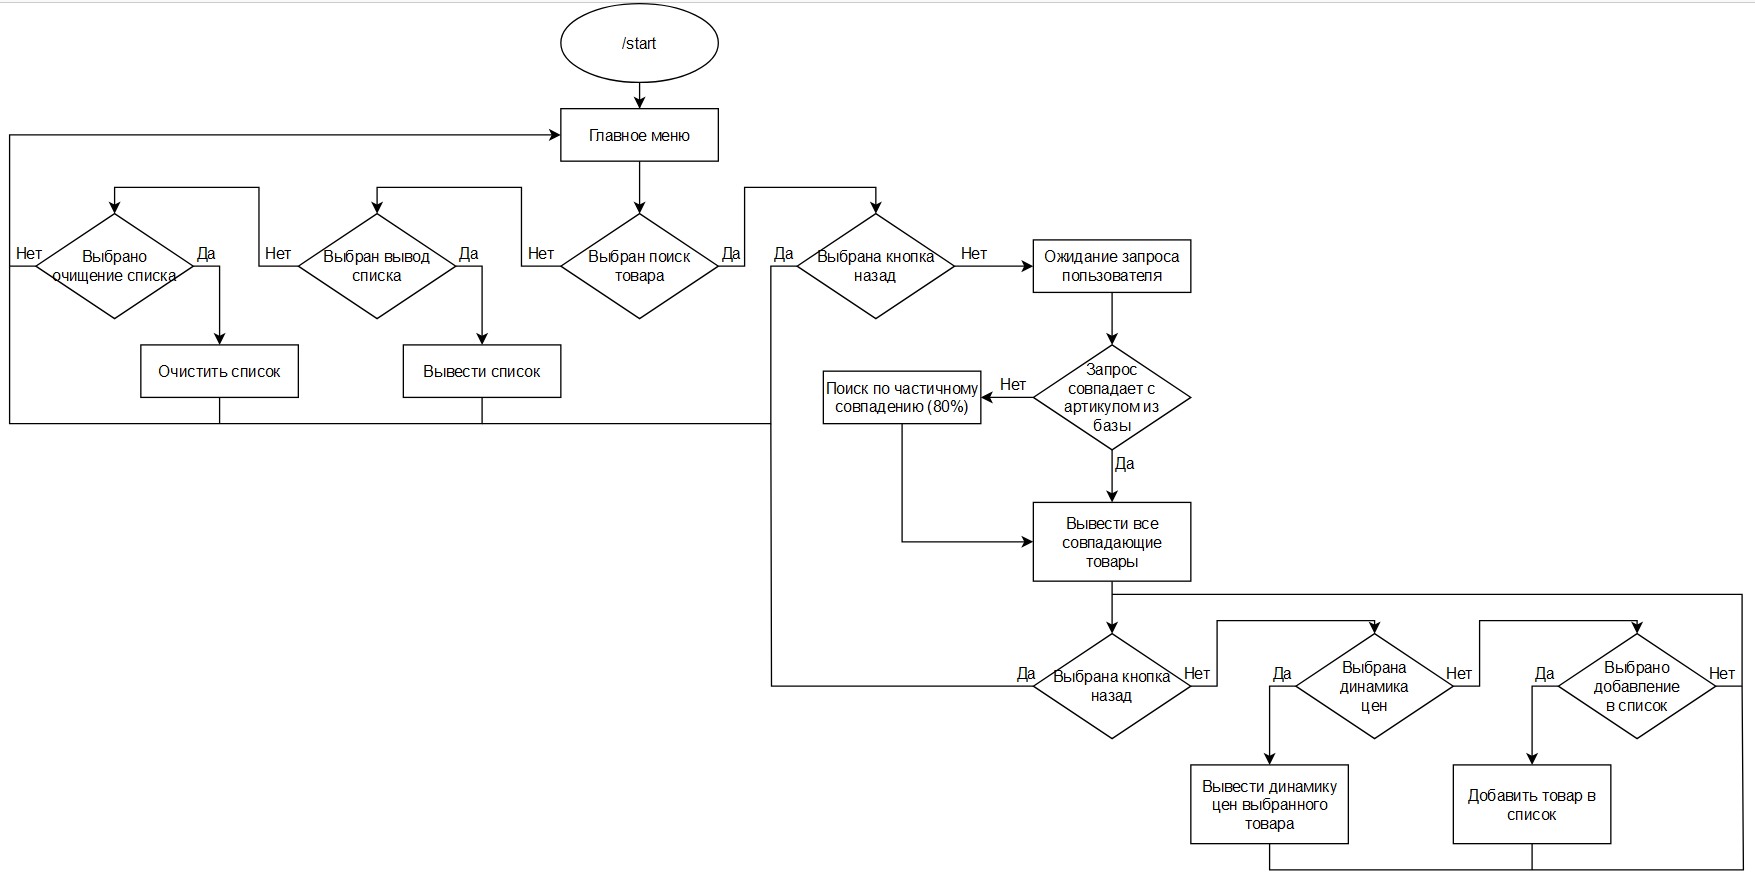 /start
Главное меню
Нет
Выбрано
очищение списка
Да
Нет
Выбран вывод
списка
Да
Нет
Выбран поиск
товара
Да
Да
Выбрана кнопка
назад
Нет
Ожидание запроса
пользователя
Очистить список
Вывести список
Поиск по частичному
совпадению (80%)
Нет
Запрос
совпадает с
артикулом из
базы
Да
Вывести все
совпадающие
товары
Да
Выбрана кнопка
назад
Нет
Да
Выбрана
динамика
цен
Нет
Да
Выбрано
добавление
в список
Нет
Вывести динамику
цен выбранного
товара
Добавить товар в
список